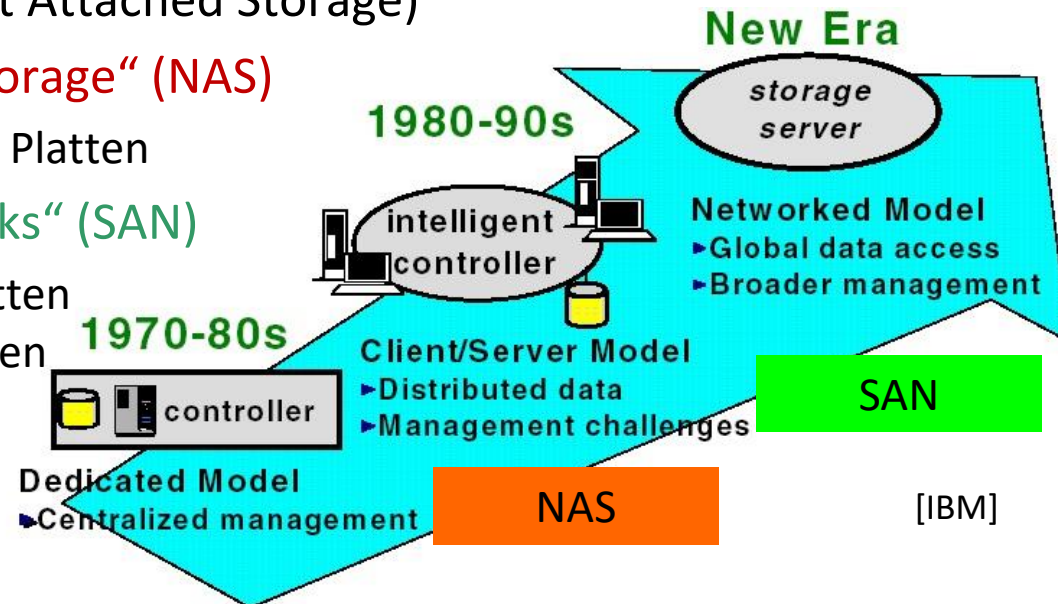 t Attached Storage)
orage“ (NAS)
Platten
ks“ (SAN)
tten
en
New Era
storage
server
1980-90s
Networked Model
Global data access
Broader management
intelligent
controller
1970-80s
Client/Server Model
Distributed data
Management challenges
controller
SAN
Dedicated Model
Centralized management
NAS
[IBM]